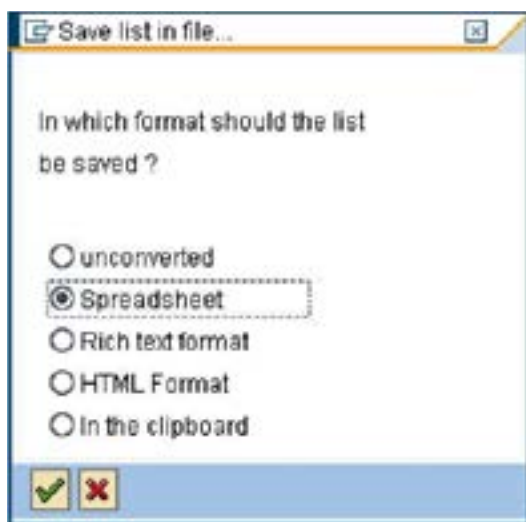 Save list in file...
In which format should the list
be saved ?
unconverted
Spreadsheet
Rich text format
HTML Format
In the clipboard